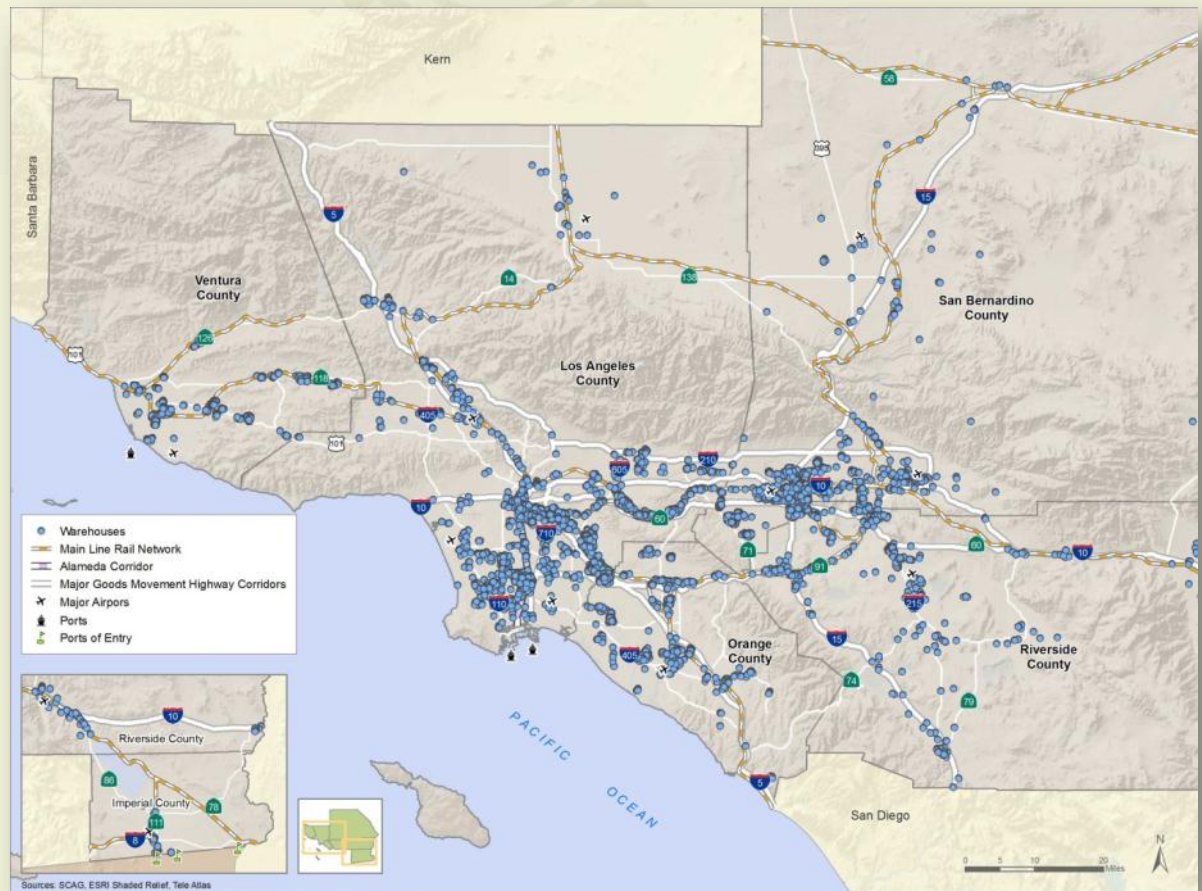 Kern
58
Santa Barbara
395
5
15
14
138
Ventura
County
San Bernardino
County
126
101
Los Angeles
County
118
405
101
210
605
10
10
60
710
71
91
60
10
110
215
Orange
County
405
15
Riverside
County
74
79
5
PACIFIC
OCEAN
San Diego
Warehouses
Main Line Rail Network
Alameda Corridor
Major Goods Movement Highway Corridors
Major Airpors
Ports
Ports of Entry
10
Riverside County
86
Imperial County
78
111
8
N
0 5 10 20
Miles
Sources: SCAG, ESRI Shaded Relief, Tele Atlas